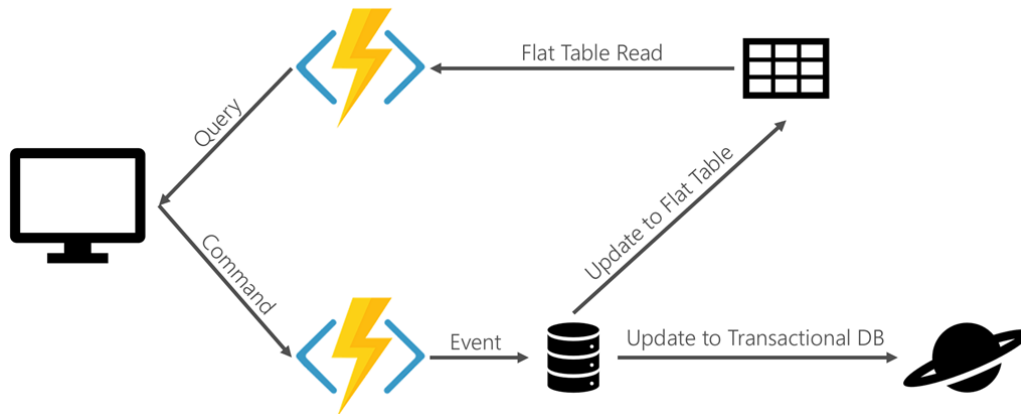 Flat Table Read
Query
Update to Flat Table
Command
Event
Update to Transactional DB